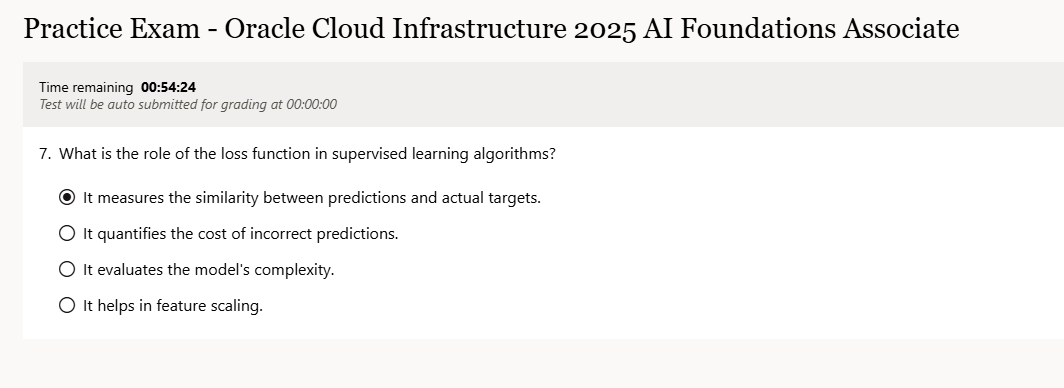 Practice Exam - Oracle Cloud Infrastructure 2025 AI Foundations Associate
Time remaining 00:54:24
Test will be auto submitted for grading at 00:00:00
7. What is the role of the loss function in supervised learning algorithms?
It measures the similarity between predictions and actual targets.
It quantifies the cost of incorrect predictions.
It evaluates the model's complexity.
It helps in feature scaling.